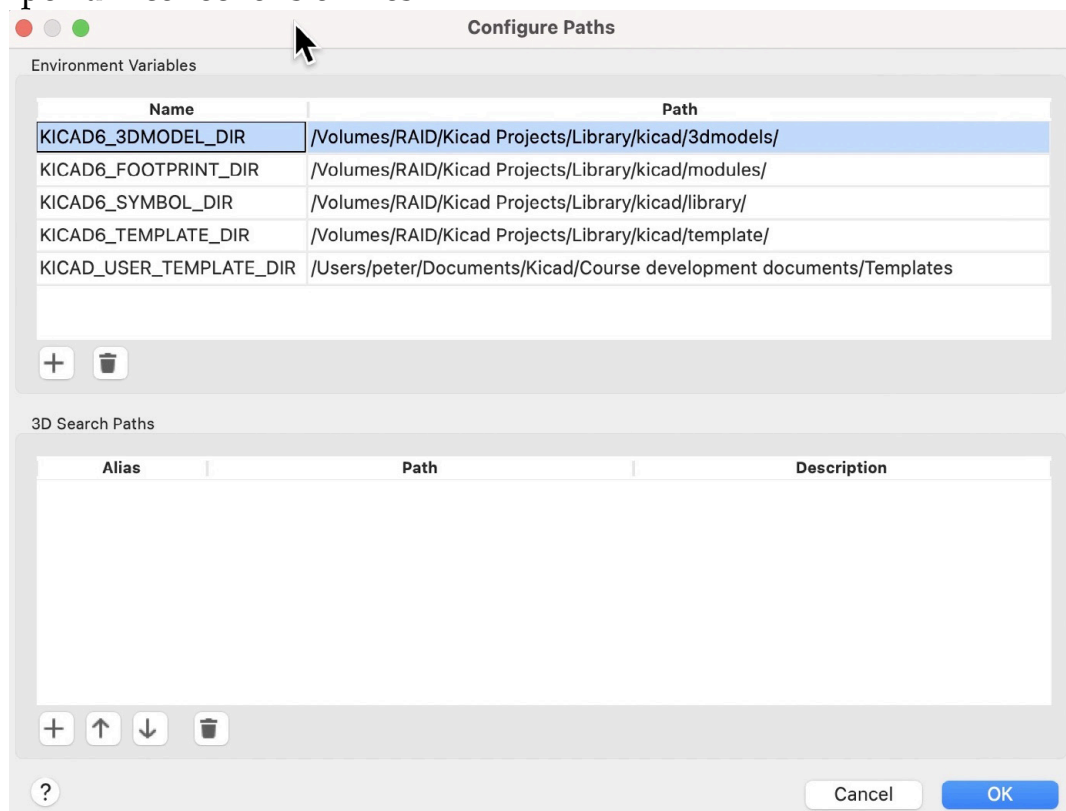 Configure Paths
Environment Variables
Name Path
KICAD6_3DMODEL_DIR /Volumes/RAID/Kicad Projects/Library/kicad/3dmodels/
KICAD6_FOOTPRINT_DIR /Volumes/RAID/Kicad Projects/Library/kicad/modules/
KICAD6_SYMBOL_DIR /Volumes/RAID/Kicad Projects/Library/kicad/library/
KICAD6_TEMPLATE_DIR /Volumes/RAID/Kicad Projects/Library/kicad/template/
KICAD_USER_TEMPLATE_DIR /Users/peter/Documents/Kicad/Course development documents/Templates
3D Search Paths
Alias Path Description
? Cancel OK